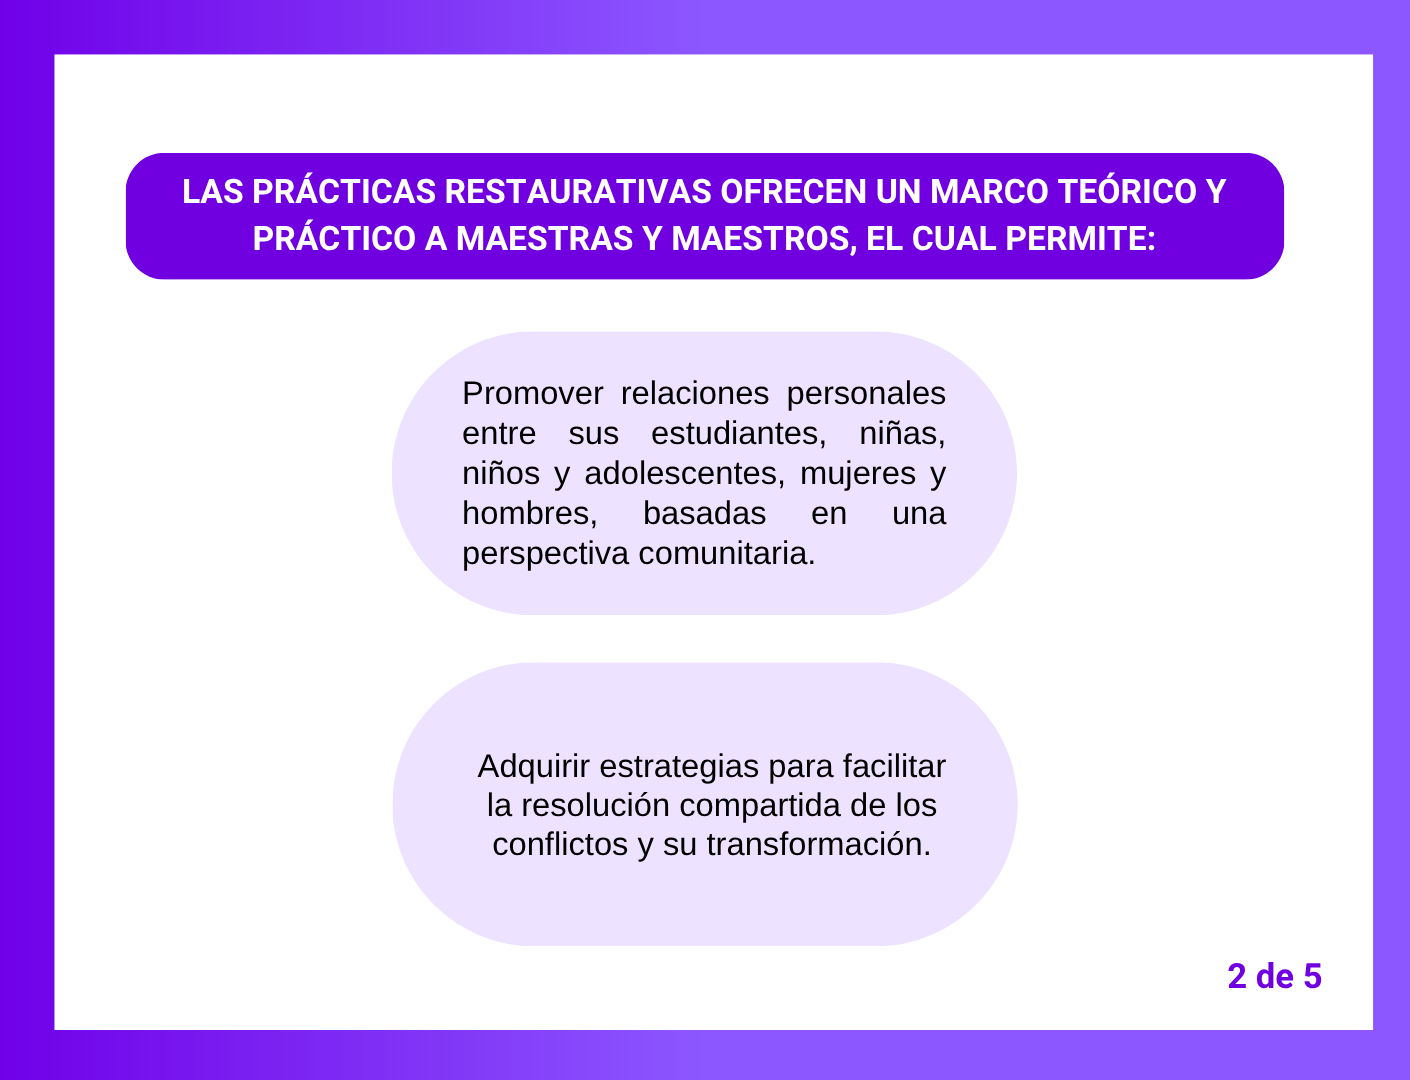 LAS PRÁCTICAS RESTAURATIVAS OFRECEN UN MARCO TEÓRICO Y
PRÁCTICO A MAESTRAS Y MAESTROS, EL CUAL PERMITE:
Promover relaciones personales
entre sus estudiantes, niñas,
niños y adolescentes, mujeres y
hombres, basadas en una
perspectiva comunitaria.
Adquirir estrategias para facilitar
la resolución compartida de los
conflictos y su transformación.
2 de 5